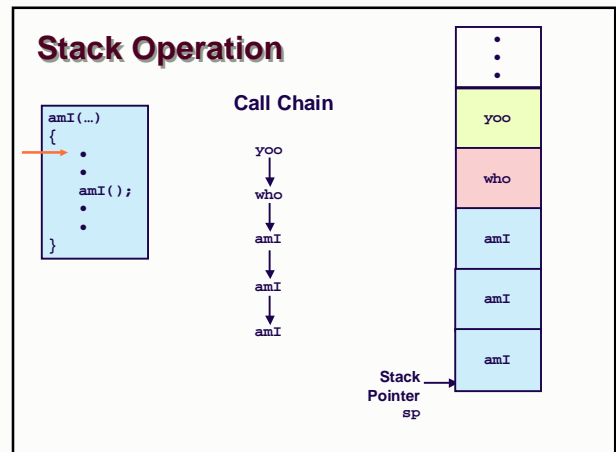 Stack Operation
amI(…)
{
•
•
amI();
•
•
}
Call Chain
yoo
who
amI
amI
amI
•
•
•
yoo
who
amI
amI
amI
Stack
Pointer
sp